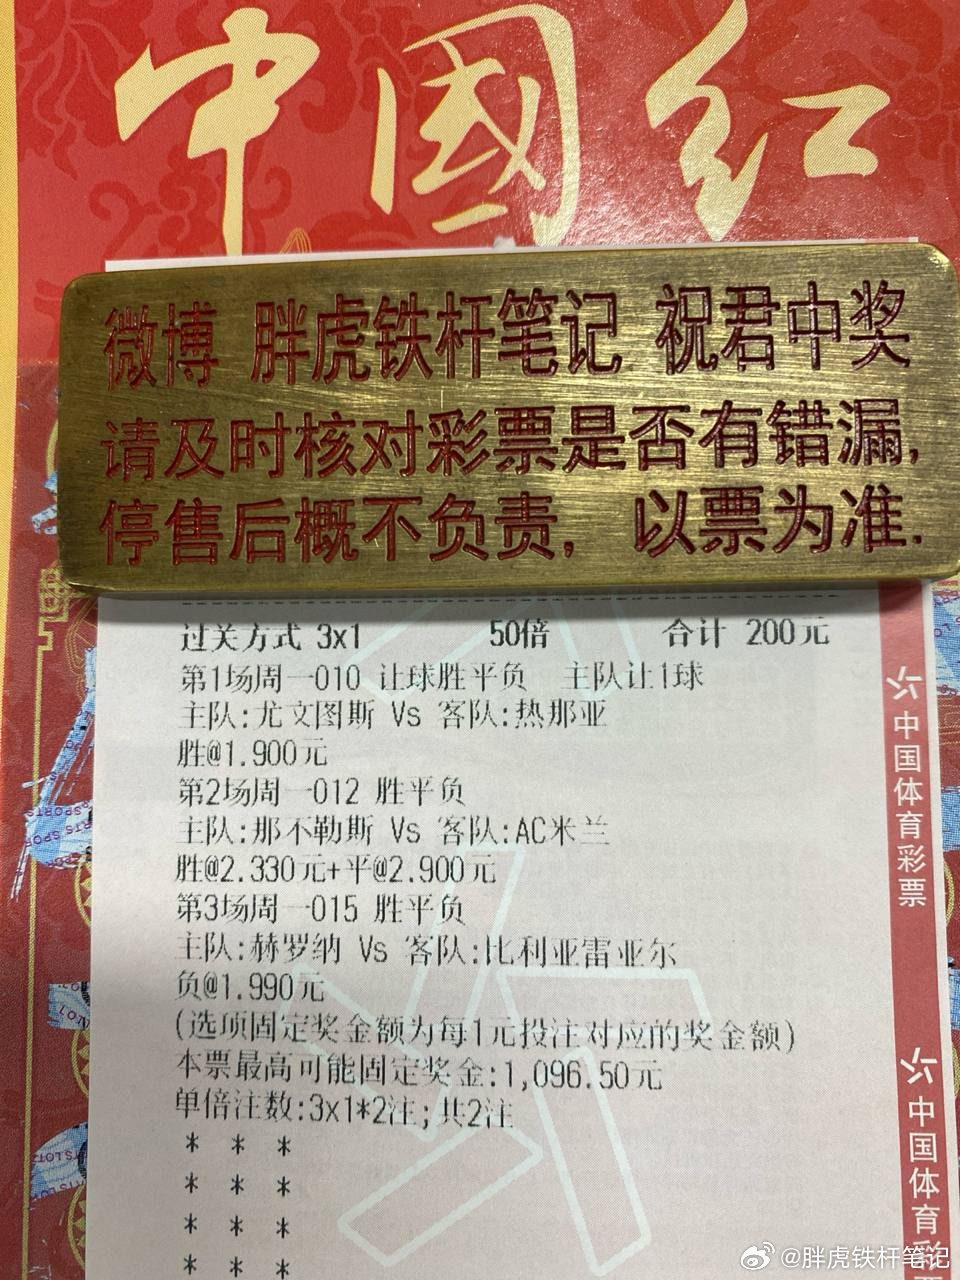 中國红
微博 胖虎铁杆笔记 祝君中奖
请及时核对彩票是否有错漏,
停售后概不负责, 以票为准.
过关方式 3x1 50倍 合计 200元
第1场周一010 让球胜平负 主队让1球
主队:尤文图斯 Vs 客队:热那亚
胜@1.900元
第2场周一012 胜平负
主队:那不勒斯 Vs 客队:AC米兰
胜@2.330元+平@2.900元
第3场周一015 胜平负
主队:赫罗纳 Vs 客队:比利亚雷亚尔
负@1.990元
(选项固定奖金额为每1元投注对应的奖金额)
本票最高可能固定奖金:1,096.50元
单倍注数:3x1*2注;共2注
* * *
* * *
* * *
* * *
中国体育彩票
中国体育彩
@胖虎铁杆笔记